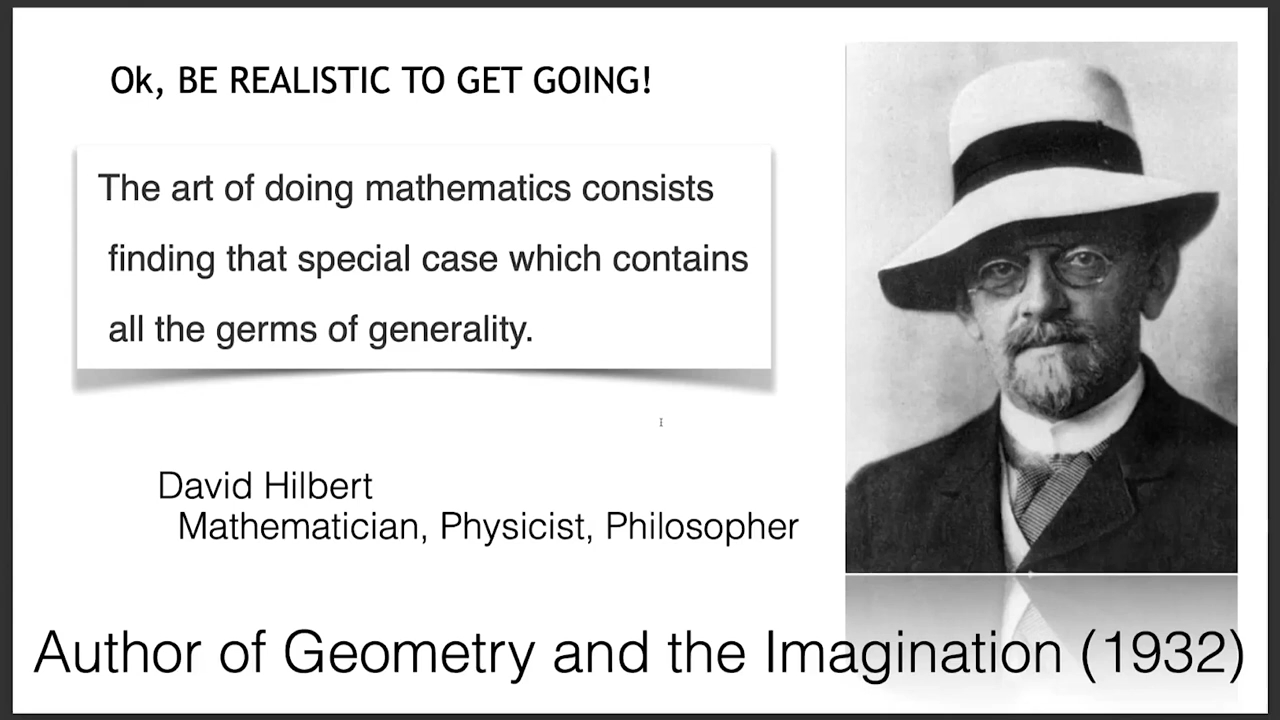 Ok, BE REALISTIC TO GET GOING!
The art of doing mathematics consists
finding that special case which contains
all the germs of generality.
David Hilbert
Mathematician, Physicist, Philosopher
Author of Geometry and the Imagination (1932)